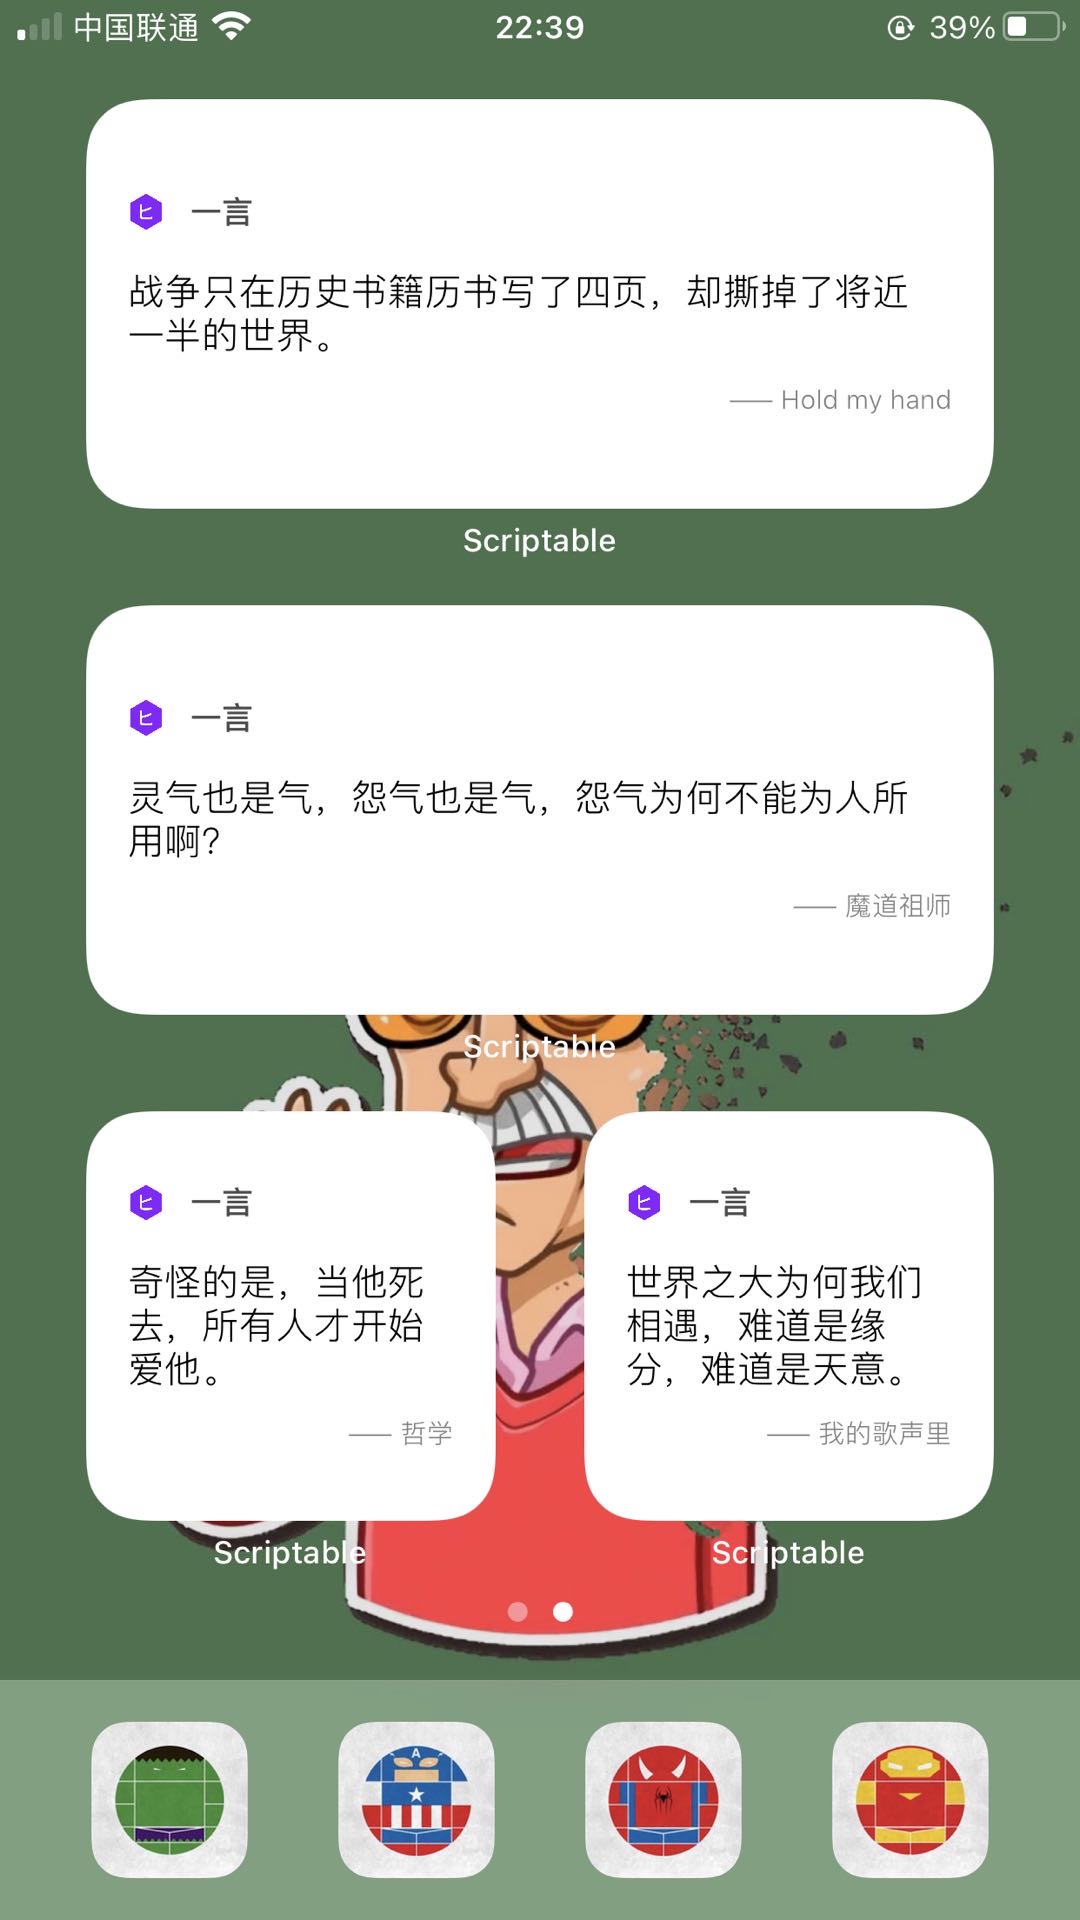 中国联通
22:39
39%
一言
战争只在历史书籍历书写了四页，却撕掉了将近
一半的世界。
—— Hold my hand
Scriptable
一言
灵气也是气，怨气也是气，怨气为何不能为人所
用啊？
—— 魔道祖师
Scriptable
一言
奇怪的是，当他死
去，所有人才开始
爱他。
—— 哲学
Scriptable
一言
世界之大为何我们
相遇，难道是缘
分，难道是天意。
—— 我的歌声里
Scriptable
A